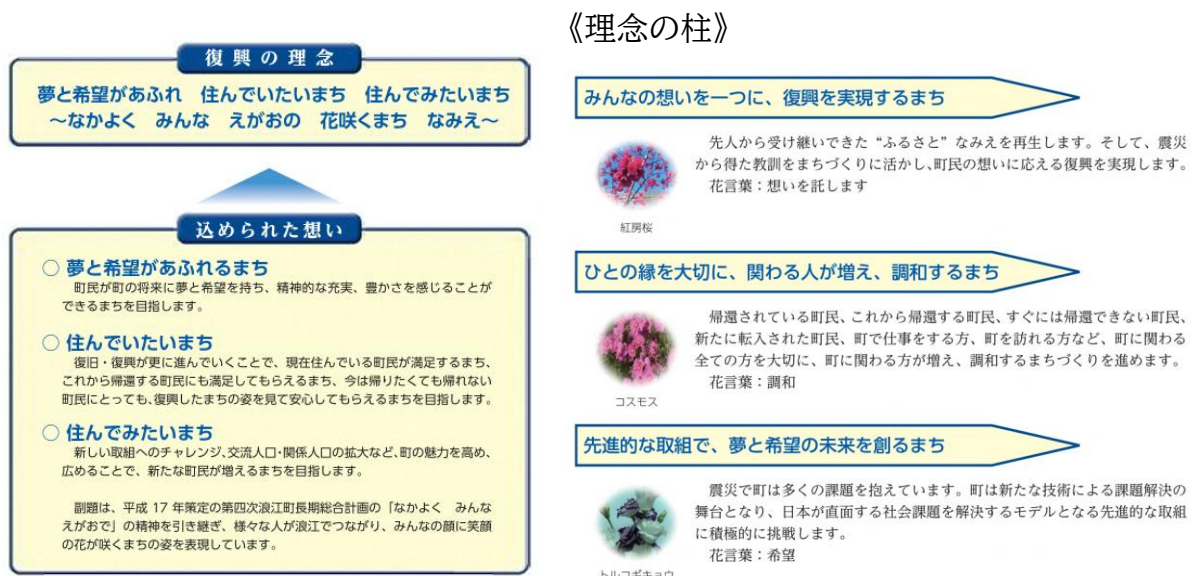 復興の理念
夢と希望があふれ　住んでいたいまち　住んでみたいまち
～なかよく　みんな　えがおの　花咲くまち　なみえ～
込められた想い
○ 夢と希望があふれるまち
町民が町の将来に夢と希望を持ち、精神的な充実、豊かさを感じることが
できるまちを目指します。
○ 住んでいたいまち
復旧・復興が更に進んでいくことで、現在住んでいる町民が満足するまち、
これから帰還する町民にも満足してもらえるまち、今は帰りたくても帰れない
町民にとっても、復興したまちの姿を見て安心してもらえるまちを目指します。
○ 住んでみたいまち
新しい取組へのチャレンジ、交流人口・関係人口の拡大など、町の魅力を高め、
広めることで、新たな町民が増えるまちを目指します。
副題は、平成 17 年策定の第四次浪江町長期総合計画の「なかよく　みんな
えがおで」の精神を引き継ぎ、様々な人が浪江でつながり、みんなの顔に笑顔
の花が咲くまちの姿を表現しています。
《理念の柱》
みんなの想いを一つに、復興を実現するまち
先人から受け継いできた“ふるさと”なみえを再生します。そして、震災
から得た教訓をまちづくりに活かし、町民の想いに応える復興を実現します。
花言葉：想いを託します
紅房桜
ひとの縁を大切に、関わる人が増え、調和するまち
帰還されている町民、これから帰還する町民、すぐには帰還できない町民、
新たに転入された町民、町で仕事をする方、町を訪れる方など、町に関わる
全ての方を大切に、町に関わる方が増え、調和するまちづくりを進めます。
花言葉：調和
コスモス
先進的な取組で、夢と希望の未来を創るまち
震災で町は多くの課題を抱えています。町は新たな技術による課題解決の
舞台となり、日本が直面する社会課題を解決するモデルとなる先進的な取組
に積極的に挑戦します。
花言葉：希望
トルコギキョウ